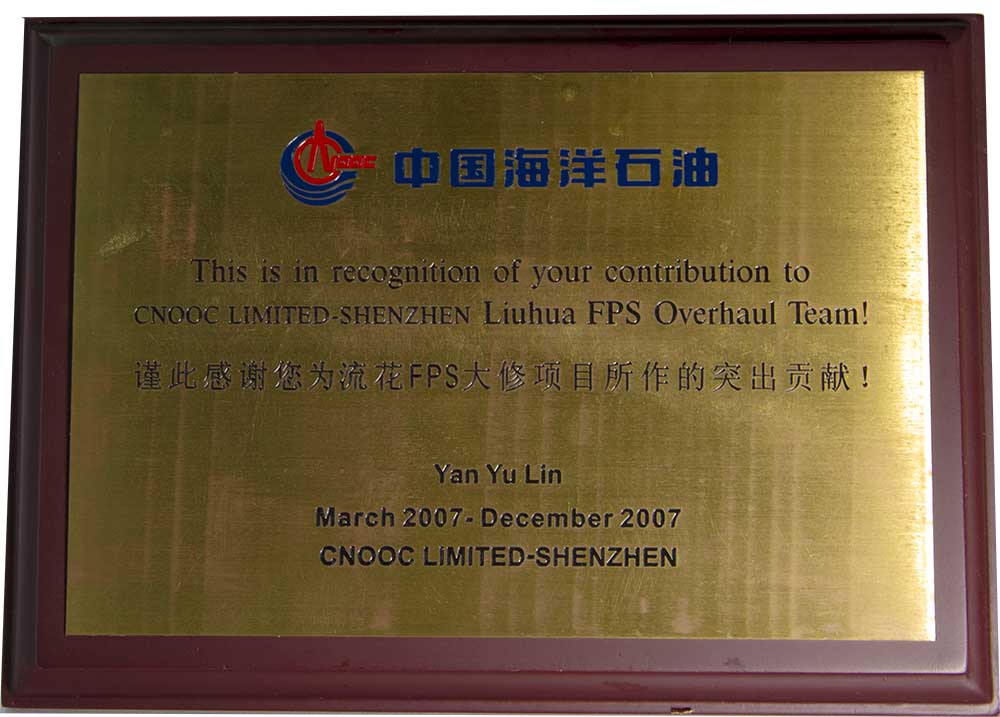 CNOOC 中国海洋石油
This is in recognition of your contribution to
CNOOC LIMITED-SHENZHEN Liuhua FPS Overhaul Team!
谨此感谢您为流花FPS大修项目所作的突出贡献！
Yan Yu Lin
March 2007- December 2007
CNOOC LIMITED-SHENZHEN